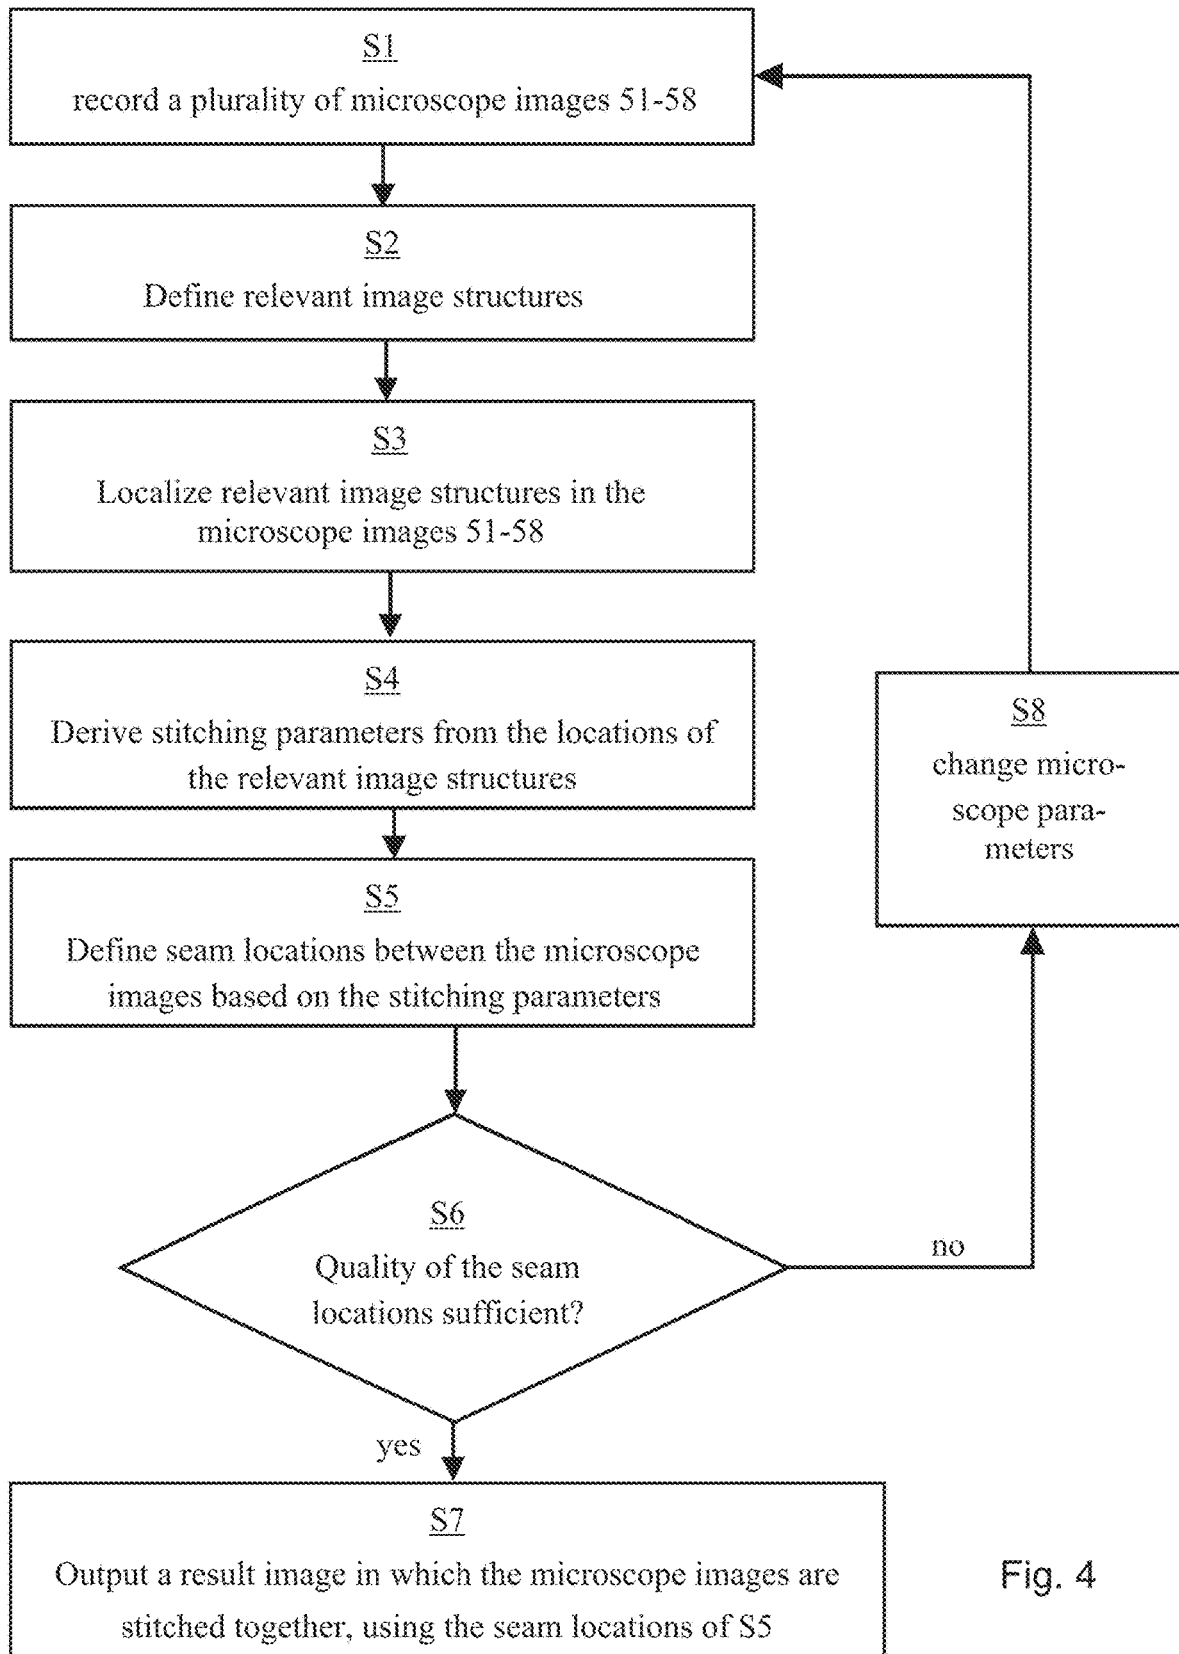 S1
record a plurality of microscope images 51-58
S2
Define relevant image structures
S3
Localize relevant image structures in the
microscope images 51-58
S4
Derive stitching parameters from the locations of
the relevant image structures
S8
change micro-
scope para-
meters
S5
Define seam locations between the microscope
images based on the stitching parameters
S6
Quality of the seam
locations sufficient?
no
yes
S7
Output a result image in which the microscope images are
stitched together, using the seam locations of S5
Fig. 4